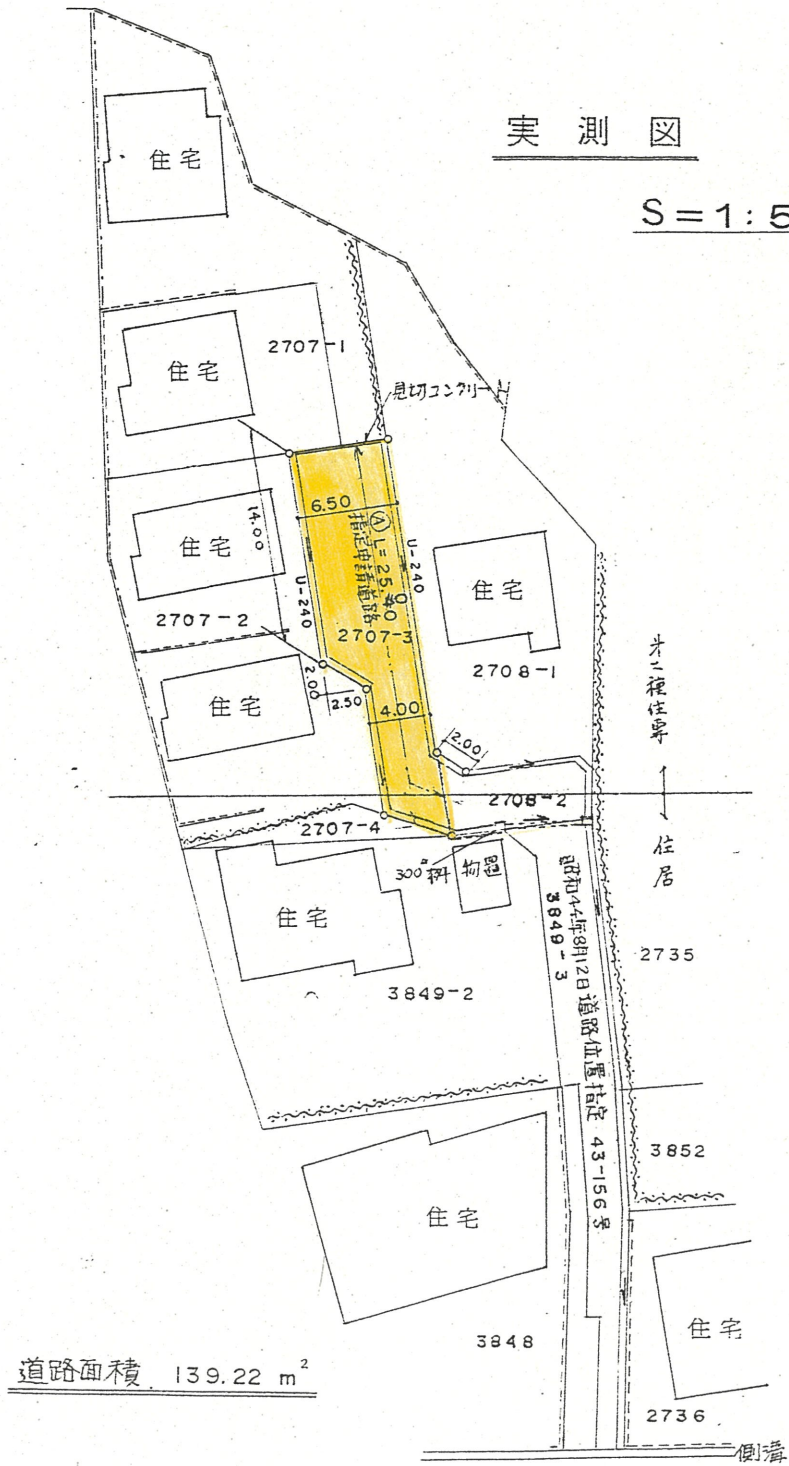 実測図
S=1:5
住宅
2707-1
住宅
見切コンクリート
6.50
14.00
住宅
Ⓐ L=25.40
指定申請道路
U-240
U-240
住宅
2707-2
2707-3
2708-1
住宅
2.00
2.50
4.00
2.00
才二種住専
住居
2708-2
2707-4
300□桝
物置
住宅
3849-2
昭和44年8月12日道路位置指定 43-156号
3849-3
2735
3852
住宅
3848
住宅
2736
道路面積 139.22 m²
側溝